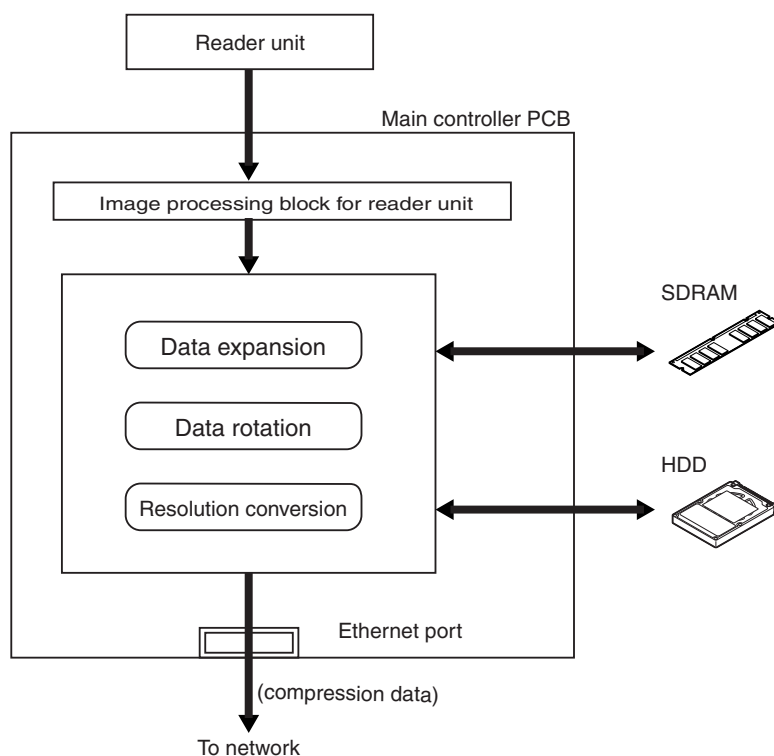 Reader unit
Main controller PCB
Image processing block for reader unit
SDRAM
Data expansion
Data rotation
HDD
Resolution conversion
Ethernet port
(compression data)
To network